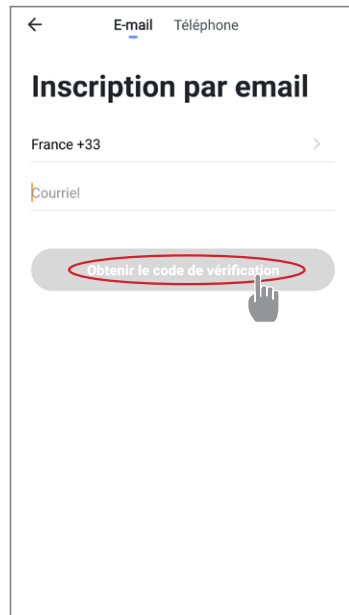 E-mail Téléphone
Inscription par email
France +33
Courriel
Obtenir le code de vérification